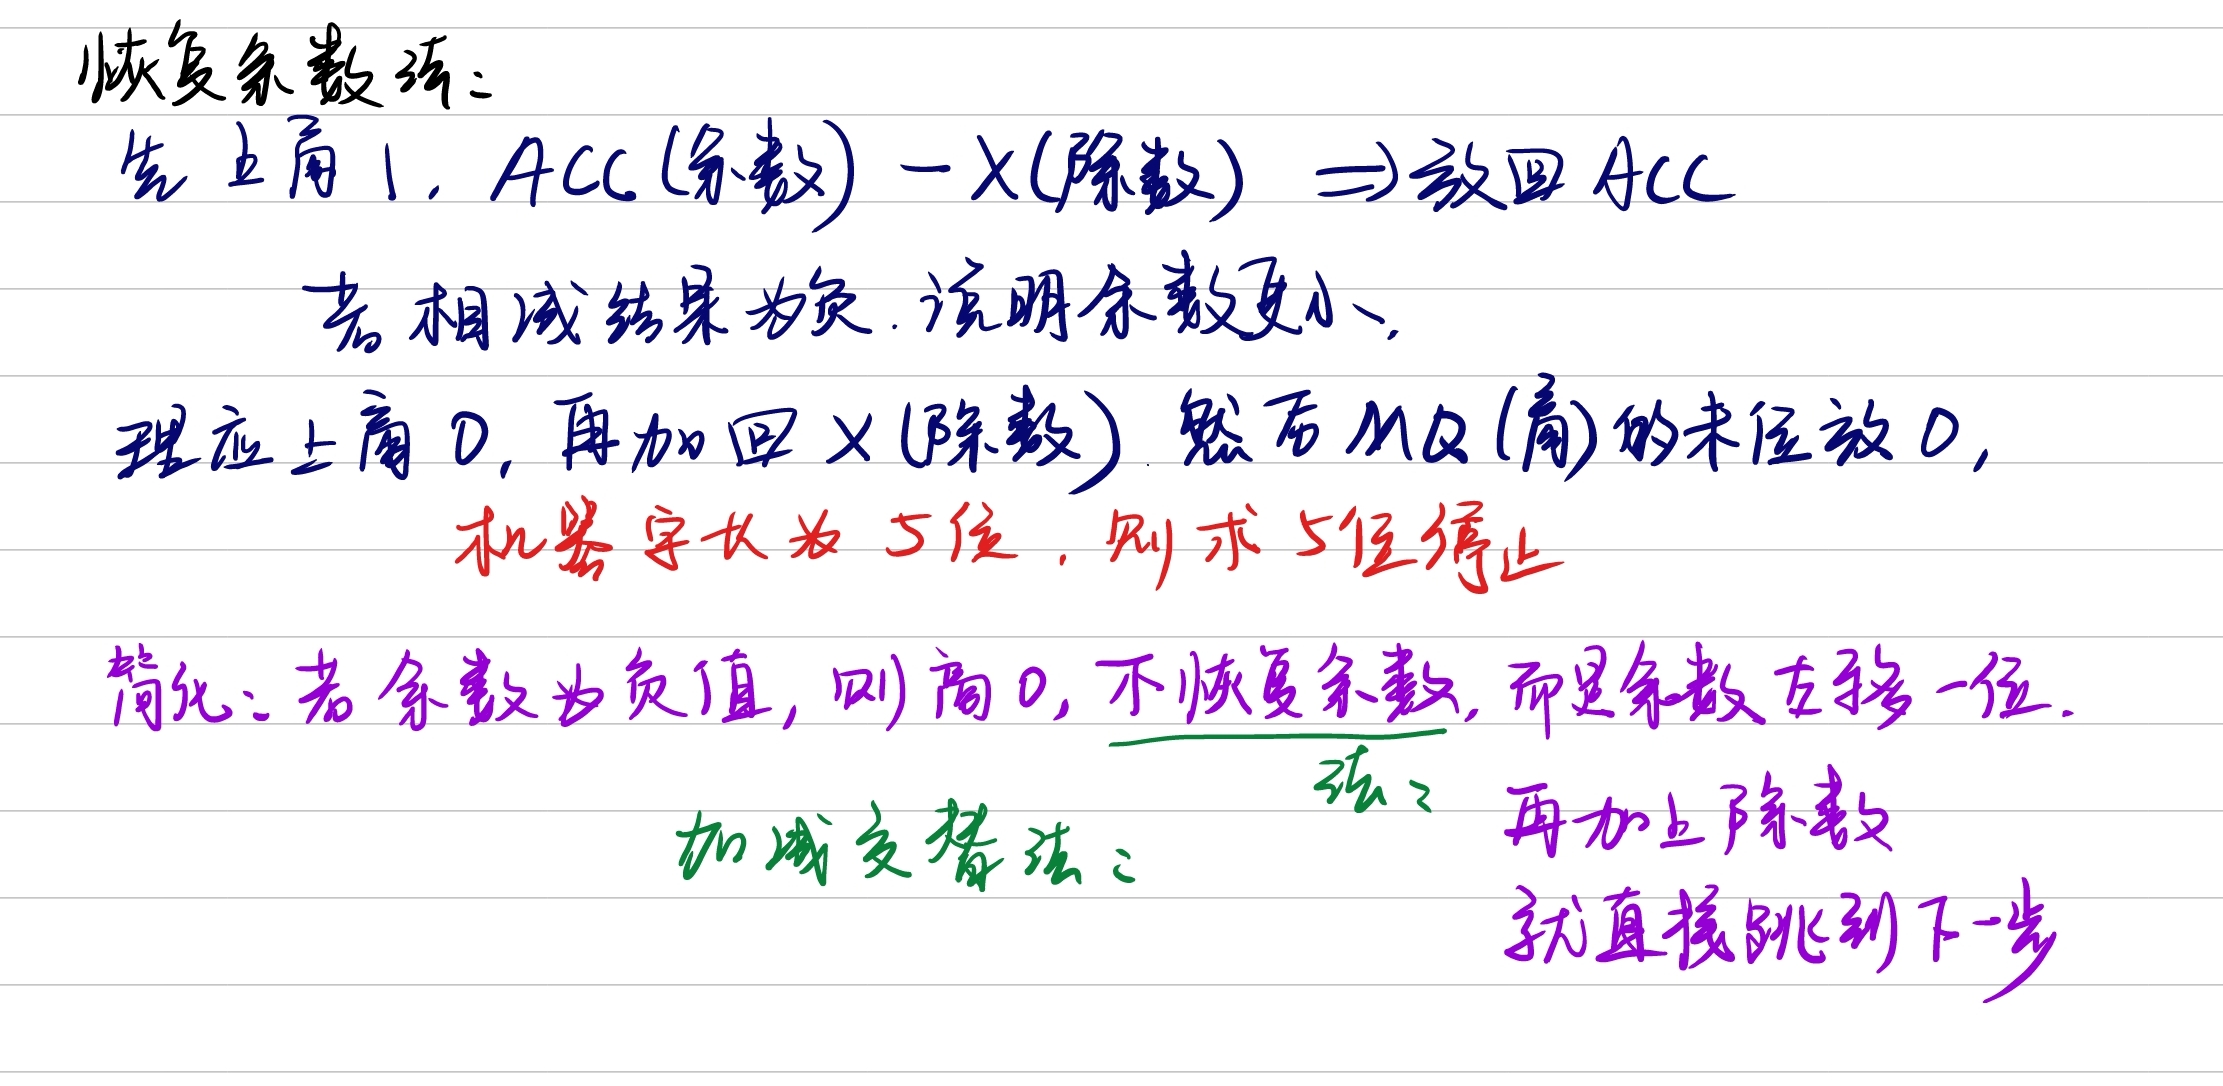 恢复余数法：
先上商1. ACC(余数) - X(除数) ⇒ 放回ACC
若相减结果为负. 说明余数更小、
理应上商0, 再加回X(除数). 然后MQ(商)的末位放0,
机器字长为5位. 则求5位停止
简化：若余数为负值, 则商0, 不恢复余数, 而是余数左移一位.
法：
再加上除数
加减交替法：
就直接跳到下一步